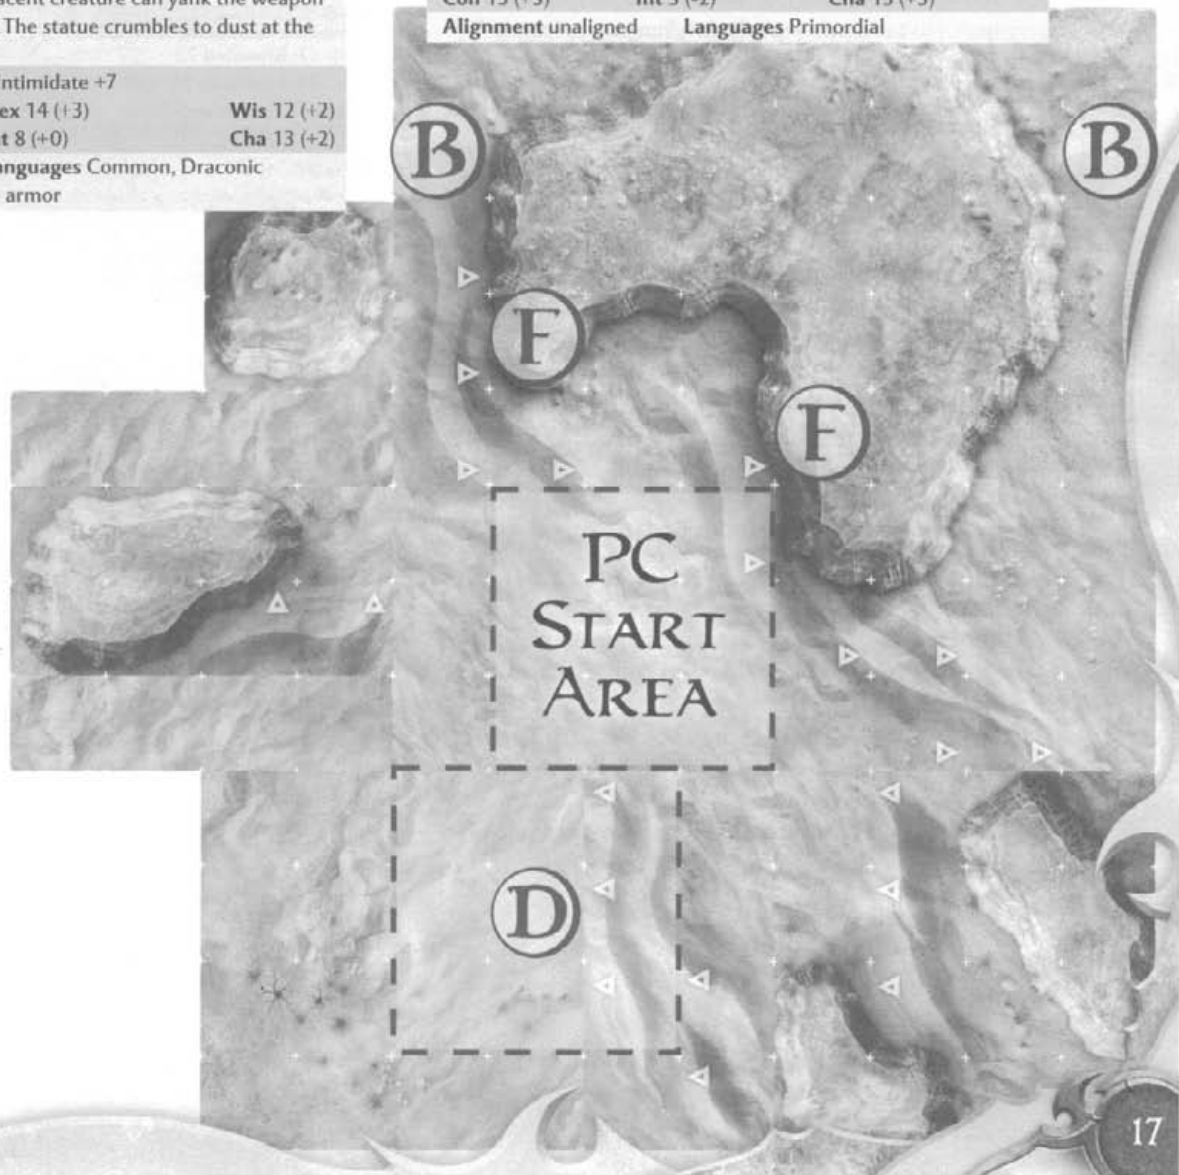 The statue crumbles to dust at the
ntimidate +7
ex 14 (+3) Wis 12 (+2)
t 8 (+0) Cha 13 (+2)
nguages Common, Draconic
armor
Alignment unaligned Languages Primordial
B
B
F
F
PC
START
AREA
D
17